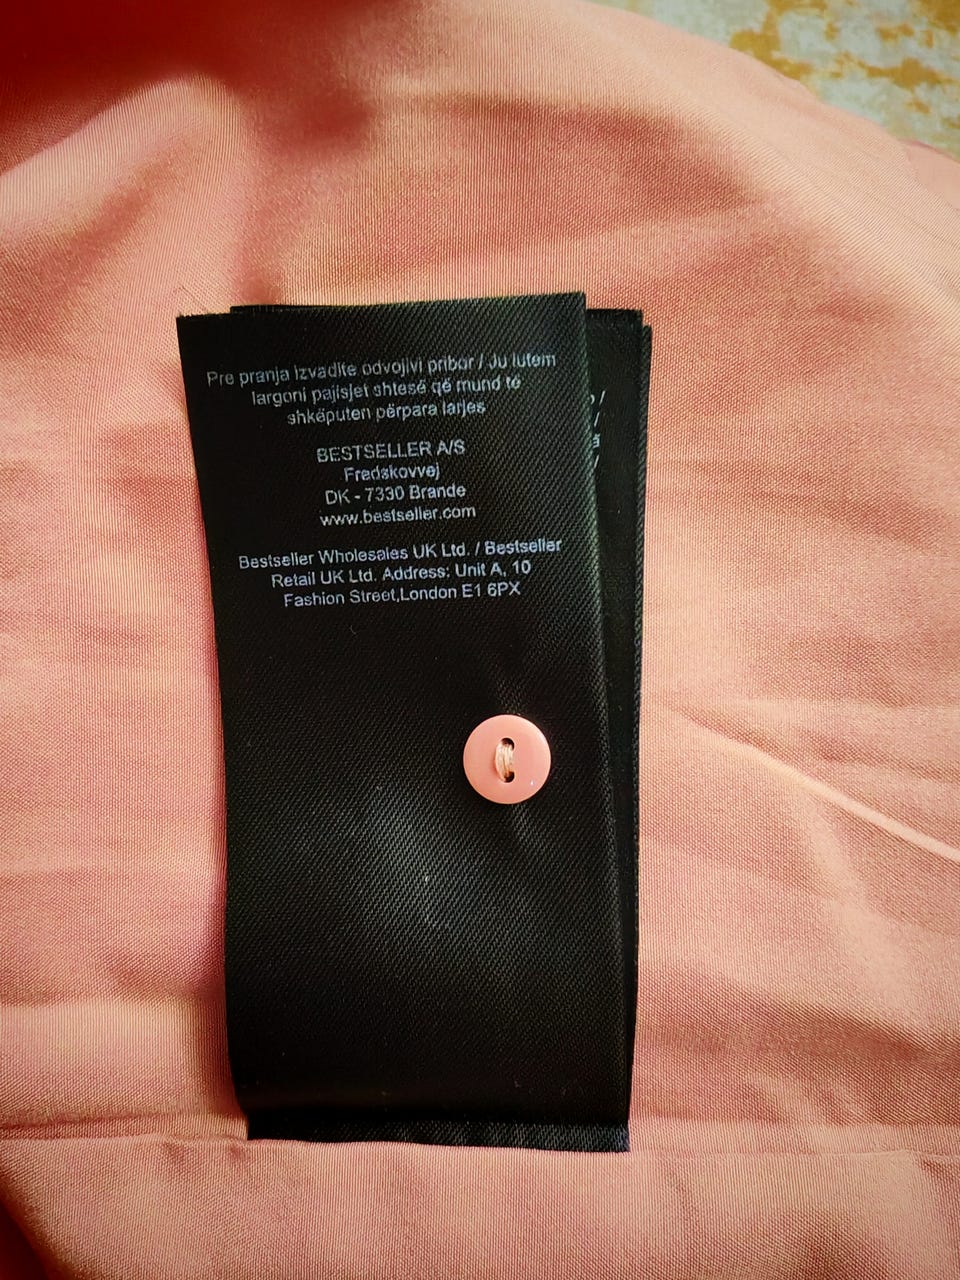 Pre pranja izvadite odvojivi pribor / Ju lutem
largoni pajisjet shtesë që mund të
shkëputen përpara larjes
BESTSELLER A/S
Fredskovvej
DK - 7330 Brande
www.bestseller.com
Bestseller Wholesales UK Ltd. / Bestseller
Retail UK Ltd. Address: Unit A, 10
Fashion Street,London E1 6PX